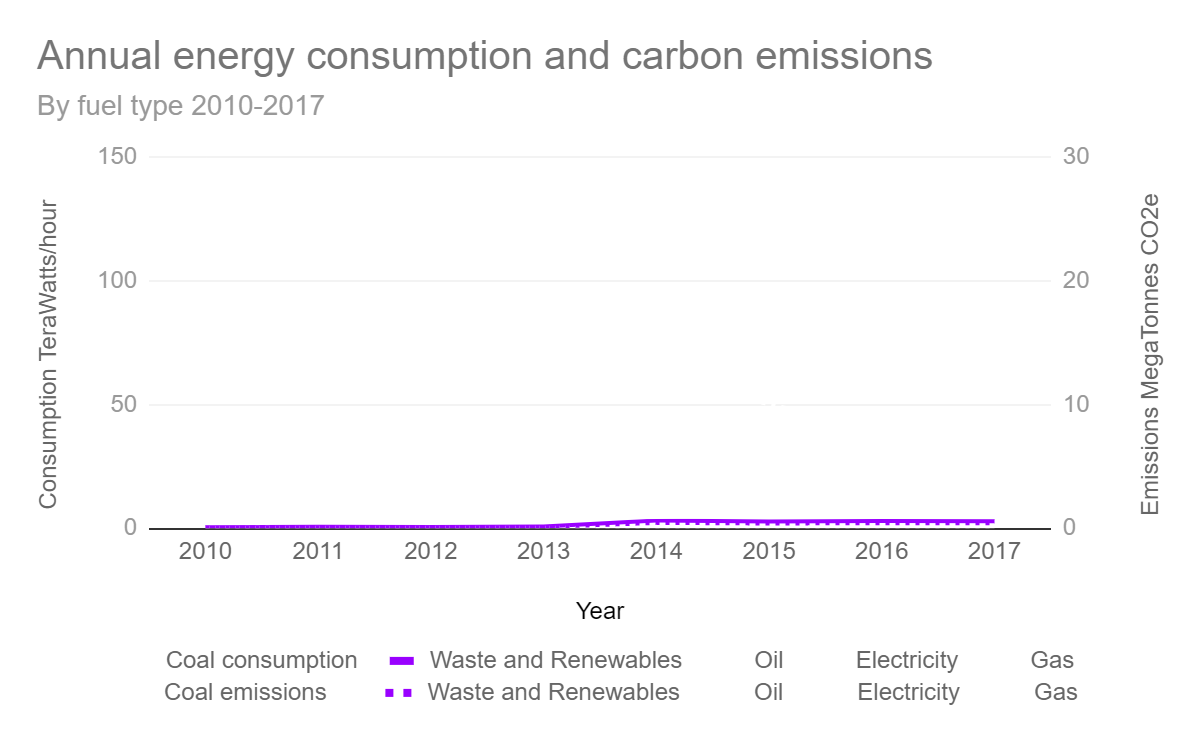 Annual energy consumption and carbon emissions
By fuel type 2010-2017
150
30
Consumption TeraWatts/hour
Emissions MegaTonnes CO2e
100
20
50
10
0
0
2010 2011 2012 2013 2014 2015 2016 2017
Year
Coal consumption Waste and Renewables Oil Electricity Gas
Coal emissions Waste and Renewables Oil Electricity Gas